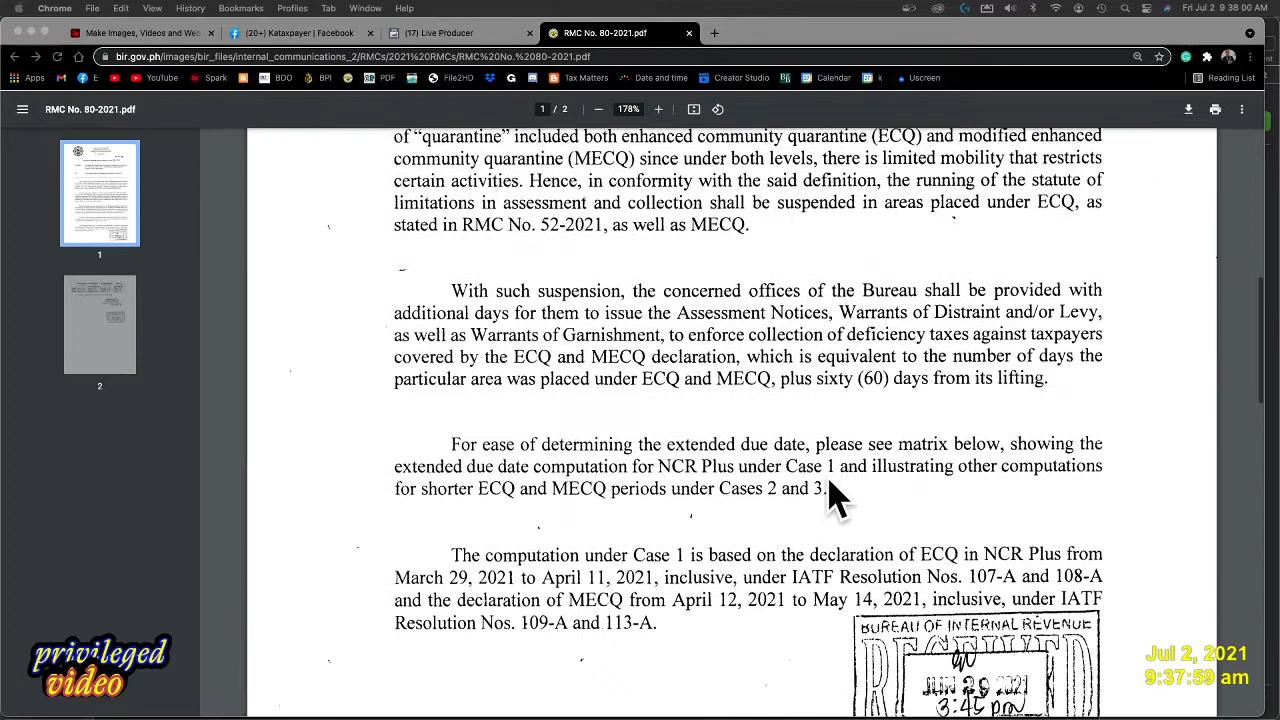 Chrome File Edit View History Bookmarks Profiles Tab Window Help Fri Jul 2 9:38:00 AM
Make Images, Videos and Web (20+) Kataxpayer | Facebook (17) Live Producer RMC No. 80-2021.pdf
bir.gov.ph/images/bir_files/internal_communications_2/RMCs/2021%20RMCs/RMC%20No.%2080-2021.pdf
Apps E YouTube Spark BDO BPI PDF File2HD Tax Matters Date and time Creator Studio Calendar k Uscreen Reading List
RMC No. 80-2021.pdf 1 / 2 178%
of “quarantine” included both enhanced community quarantine (ECQ) and modified enhanced
community quarantine (MECQ) since under both levels, there is limited mobility that restricts
certain activities. Hence, in conformity with the said definition, the running of the statute of
limitations in assessment and collection shall be suspended in areas placed under ECQ, as
stated in RMC No. 52-2021, as well as MECQ.
With such suspension, the concerned offices of the Bureau shall be provided with
additional days for them to issue the Assessment Notices, Warrants of Distraint and/or Levy,
as well as Warrants of Garnishment, to enforce collection of deficiency taxes against taxpayers
covered by the ECQ and MECQ declaration, which is equivalent to the number of days the
particular area was placed under ECQ and MECQ, plus sixty (60) days from its lifting.
For ease of determining the extended due date, please see matrix below, showing the
extended due date computation for NCR Plus under Case 1 and illustrating other computations
for shorter ECQ and MECQ periods under Cases 2 and 3.
The computation under Case 1 is based on the declaration of ECQ in NCR Plus from
March 29, 2021 to April 11, 2021, inclusive, under IATF Resolution Nos. 107-A and 108-A
and the declaration of MECQ from April 12, 2021 to May 14, 2021, inclusive, under IATF
Resolution Nos. 109-A and 113-A.
BUREAU OF INTERNAL REVENUE
JUN 29 2021
3:45 pm
1
2
privileged
video
Jul 2, 2021
9:37:59 am